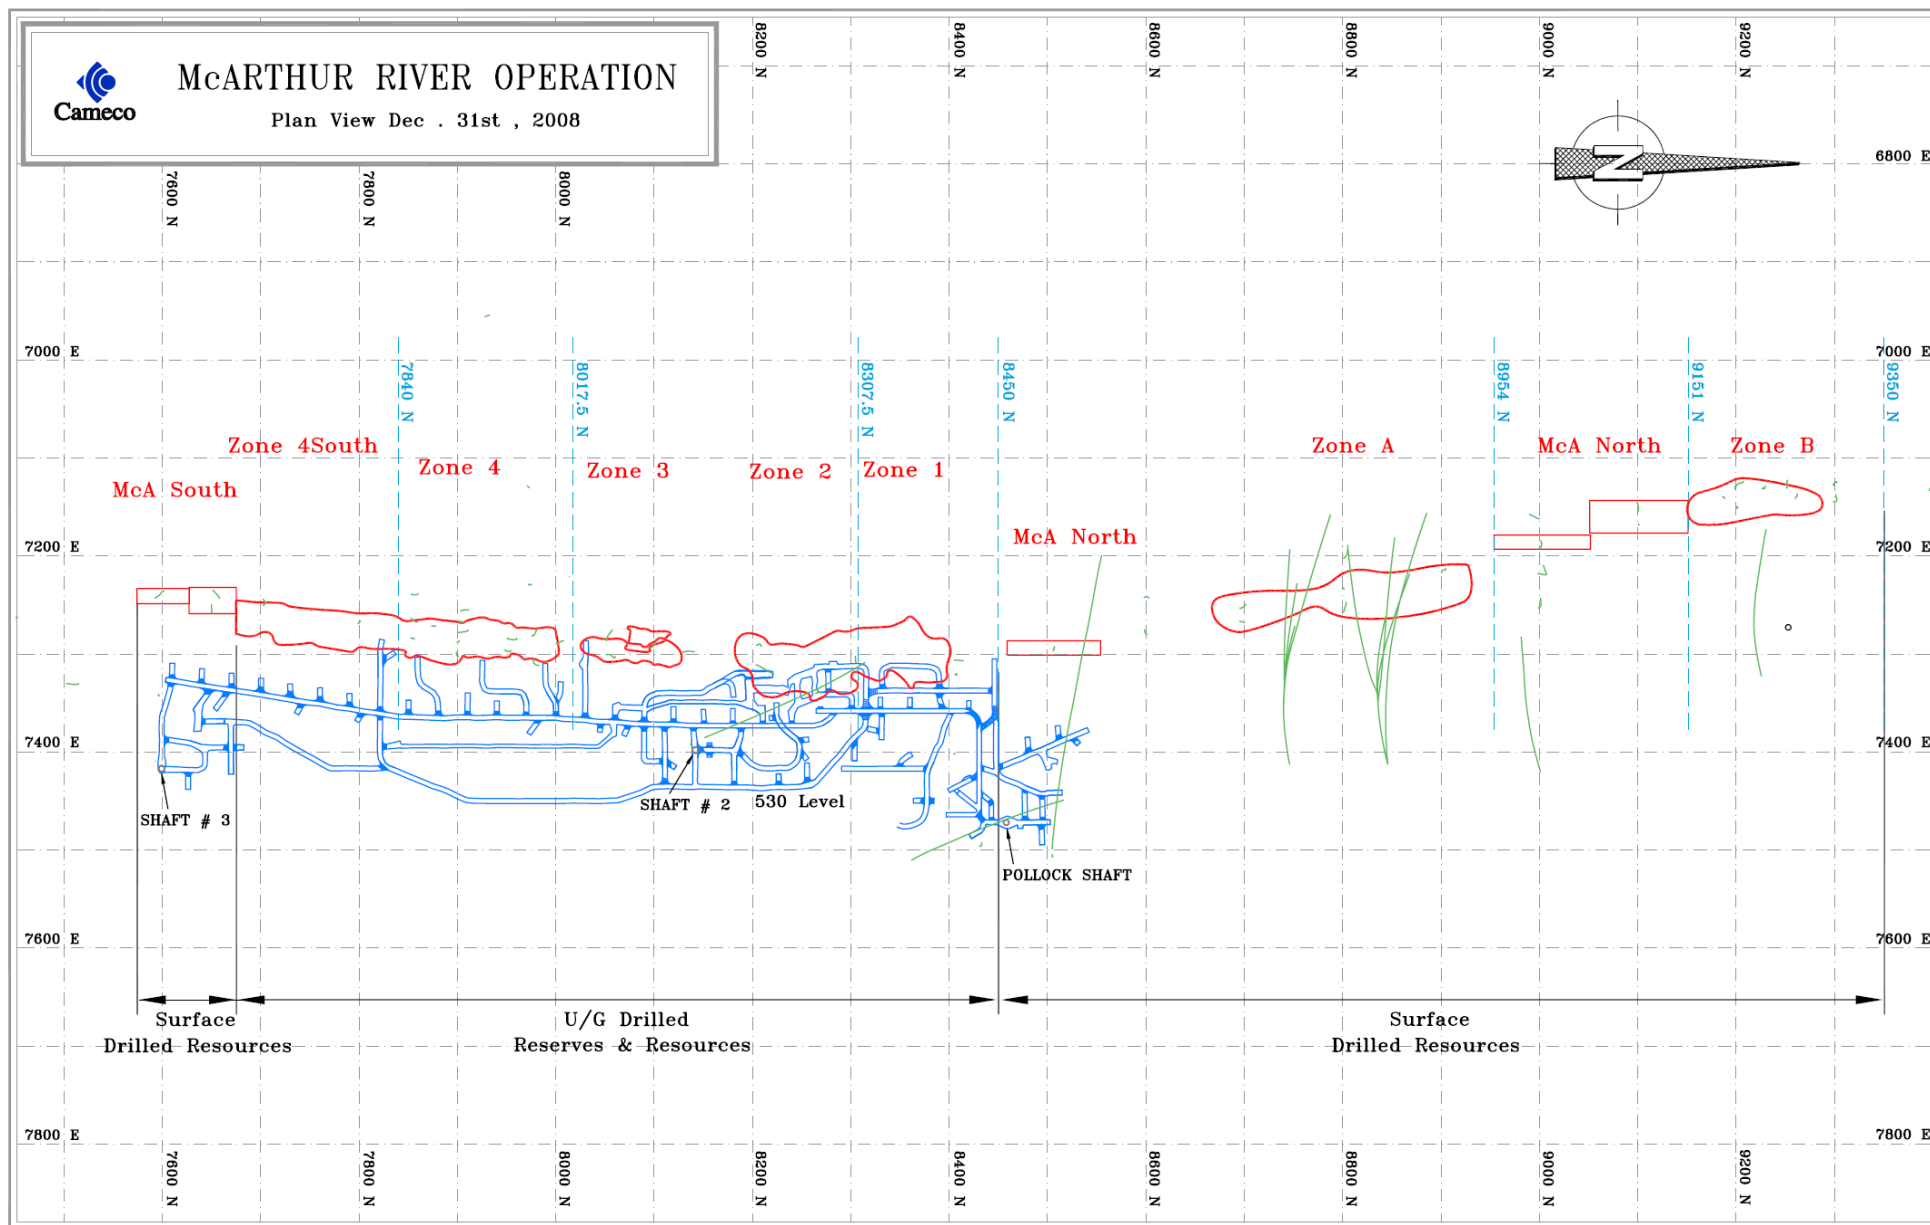 Cameco
McARTHUR RIVER OPERATION
Plan View Dec . 31st , 2008
8200 N
8400 N
8600 N
8800 N
9000 N
9200 N
7600 N
7800 N
8000 N
N
6800 E
7000 E
7000 E
7840 N
8017.5 N
8307.5 N
8450 N
8954 N
9151 N
9350 N
Zone 4South
Zone 4
Zone 3
Zone 2
Zone 1
Zone A
McA North
Zone B
McA South
McA North
7200 E
7200 E
7400 E
7400 E
SHAFT # 3
SHAFT # 2
530 Level
POLLOCK SHAFT
7600 E
7600 E
Surface
Drilled Resources
U/G Drilled
Reserves & Resources
Surface
Drilled Resources
7800 E
7800 E
7600 N
7800 N
8000 N
8200 N
8400 N
8600 N
8800 N
9000 N
9200 N